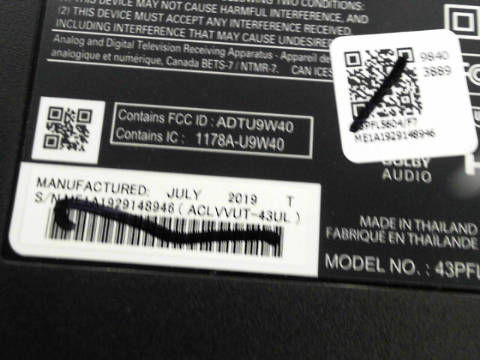 THIS DEVICE MAY NOT CAUSE HARMFUL INTERFERENCE, AND
(2) THIS DEVICE MUST ACCEPT ANY INTERFERENCE RECEIVED,
INCLUDING INTERFERENCE THAT MAY CAUSE UNDESIRED
Analog and Digital Television Receiving Apparatus - Appareil de
analogique et numérique, Canada BETS-7 / NTMR-7. CAN ICES
9840
3889
ME1A1929148946
Contains FCC ID : ADTU9W40
Contains IC : 1178A-U9W40
AUDIO
MANUFACTURED: JULY 2019 T
S/N ME1A1929148946 ( ACLVVUT-43UL )
MADE IN THAILAND
FABRIQUÉ EN THAÏLANDE
MODEL NO. : 43PFL